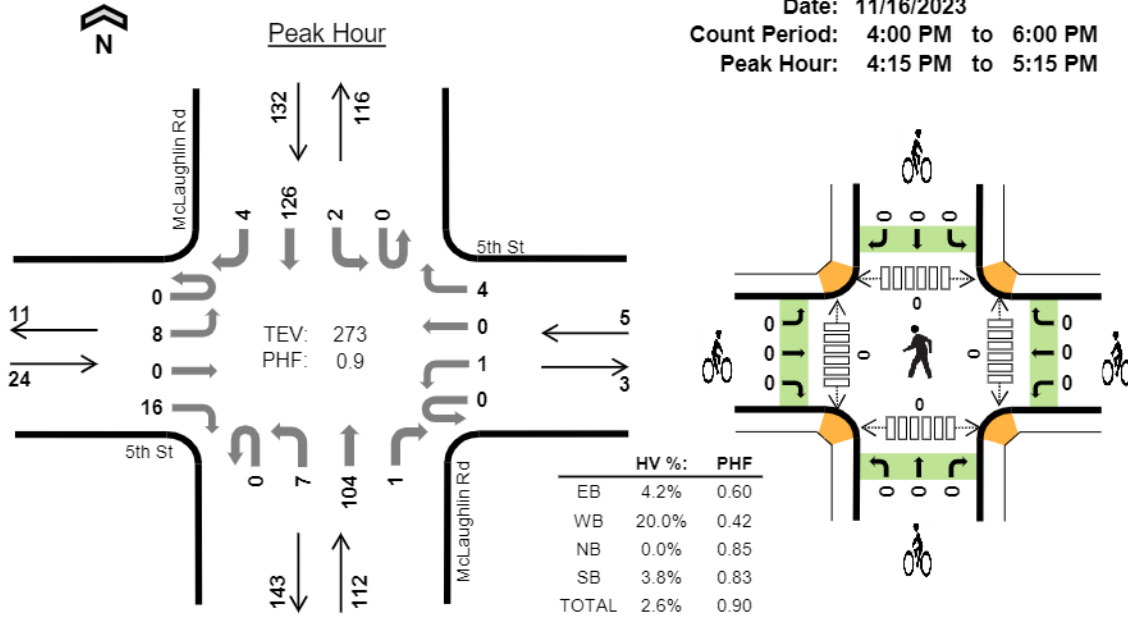 Date: 11/16/2023
Count Period: 4:00 PM to 6:00 PM
Peak Hour: 4:15 PM to 5:15 PM
N
Peak Hour
132
116
McLaughlin Rd
4
126
2
0
5th St
0
8
0
16
11
24
TEV: 273
PHF: 0.9
4
0
1
0
5
3
5th St
0
7
104
1
143
112
McLaughlin Rd
HV %: PHF
EB 4.2% 0.60
WB 20.0% 0.42
NB 0.0% 0.85
SB 3.8% 0.83
TOTAL 2.6% 0.90
0 0 0
0
0
0
0
0
0
0
0
0
0
0
0 0 0